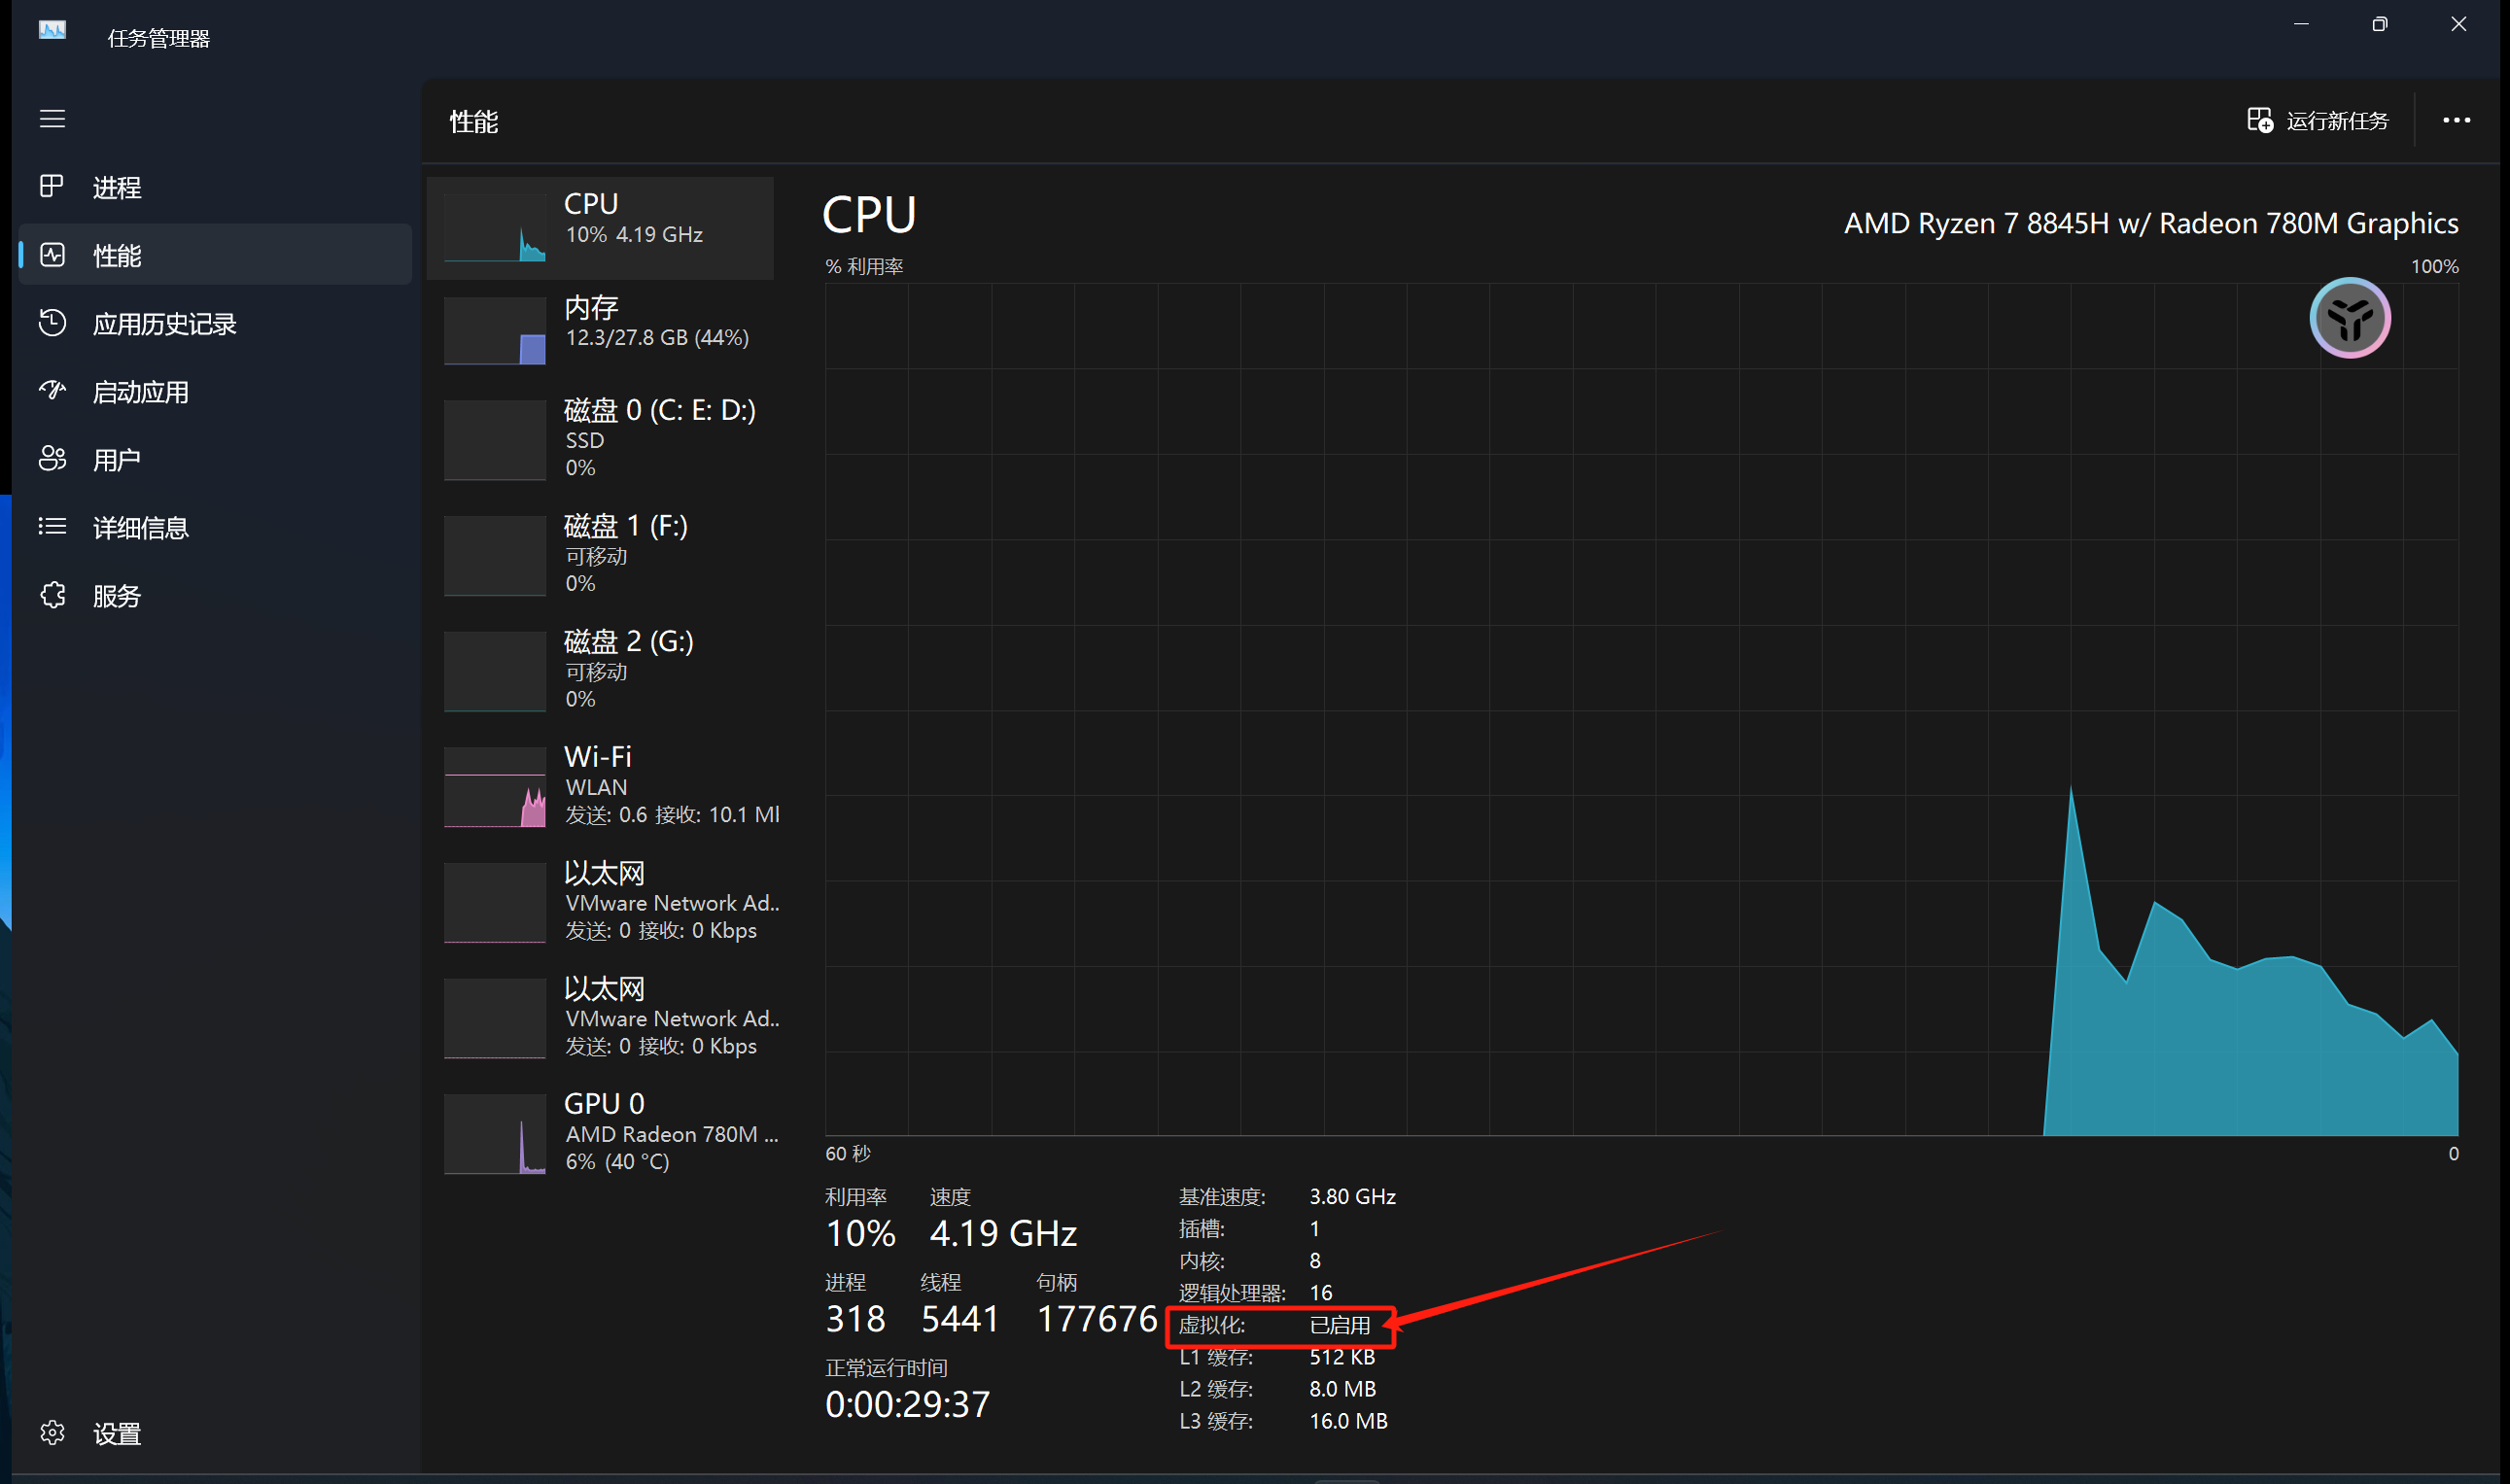 任务管理器
性能
运行新任务
进程
性能
应用历史记录
启动应用
用户
详细信息
服务
设置
CPU
10% 4.19 GHz
内存
12.3/27.8 GB (44%)
磁盘 0 (C: E: D:)
SSD
0%
磁盘 1 (F:)
可移动
0%
磁盘 2 (G:)
可移动
0%
Wi-Fi
WLAN
发送: 0.6 接收: 10.1 Ml
以太网
VMware Network Ad..
发送: 0 接收: 0 Kbps
以太网
VMware Network Ad..
发送: 0 接收: 0 Kbps
GPU 0
AMD Radeon 780M ...
6% (40 °C)
CPU
AMD Ryzen 7 8845H w/ Radeon 780M Graphics
% 利用率
100%
60 秒
0
利用率
速度
10%
4.19 GHz
进程
线程
句柄
318
5441
177676
正常运行时间
0:00:29:37
基准速度: 3.80 GHz
插槽: 1
内核: 8
逻辑处理器: 16
虚拟化: 已启用
L1 缓存: 512 KB
L2 缓存: 8.0 MB
L3 缓存: 16.0 MB